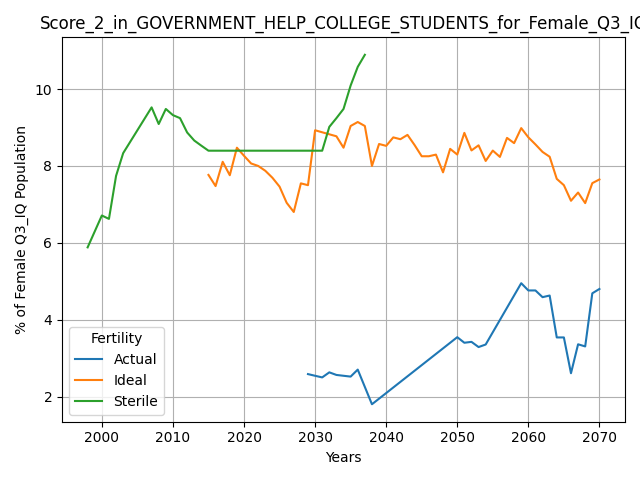 Score_2_in_GOVERNMENT_HELP_COLLEGE_STUDENTS_for_Female_Q3_IQ
10
8
6
4
2
% of Female Q3_IQ Population
Fertility
Actual
Ideal
Sterile
2000 2010 2020 2030 2040 2050 2060 2070
Years